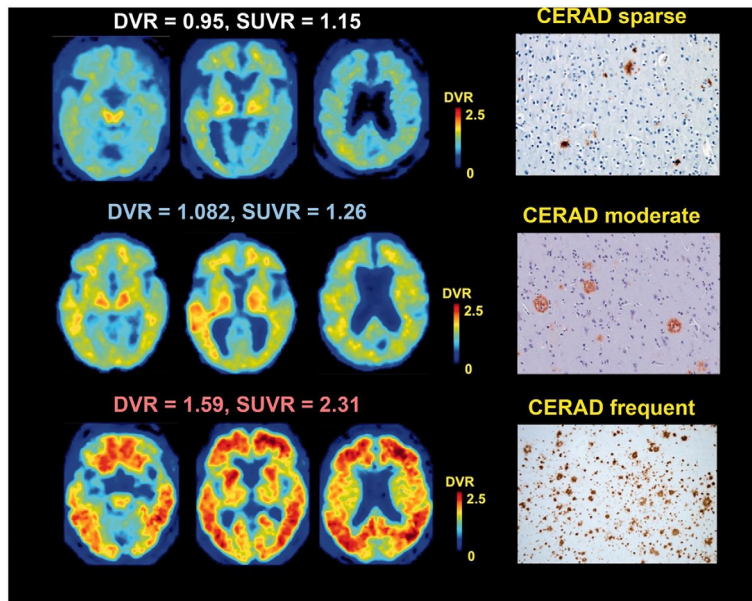 DVR = 0.95, SUVR = 1.15
CERAD sparse
DVR
2.5
0
DVR = 1.082, SUVR = 1.26
CERAD moderate
DVR
2.5
0
DVR = 1.59, SUVR = 2.31
CERAD frequent
DVR
2.5
0